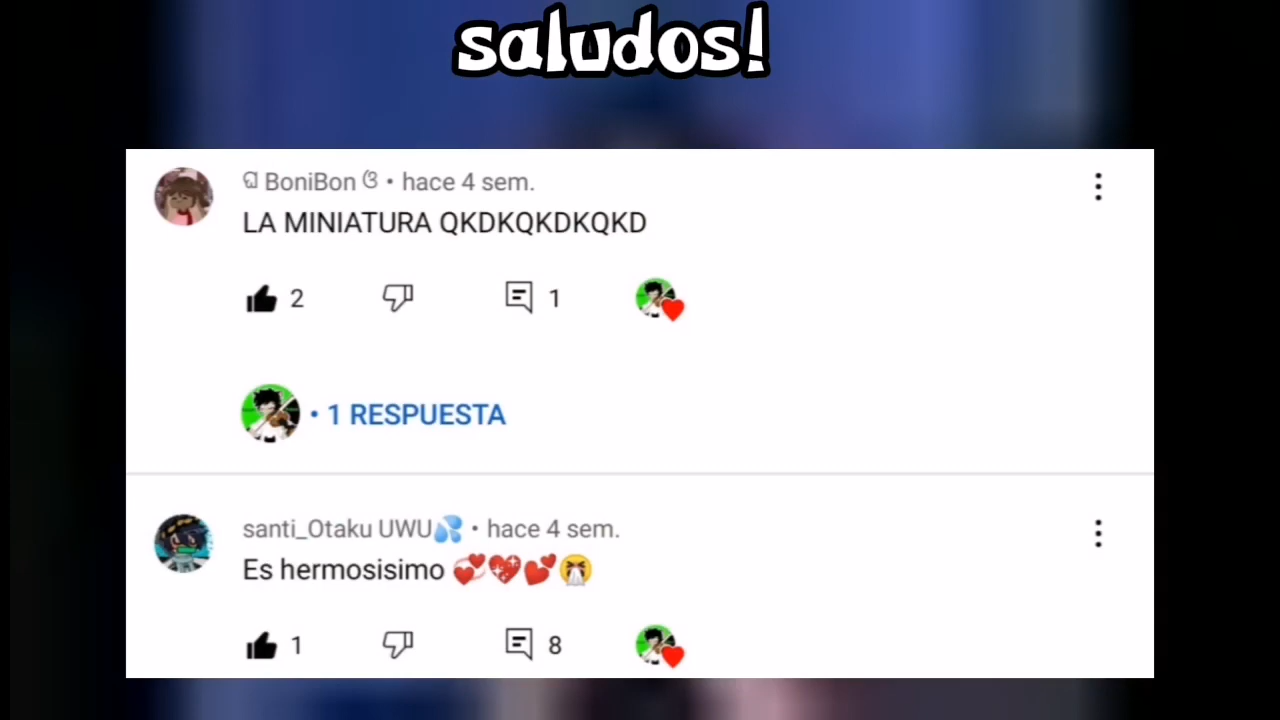 saludos!
ଘ BoniBon ଓ • hace 4 sem.
LA MINIATURA QKDKQKDKQKD
2
1
• 1 RESPUESTA
santi_Otaku UWU💦 • hace 4 sem.
Es hermosisimo 💞💖💕🤧
1
8